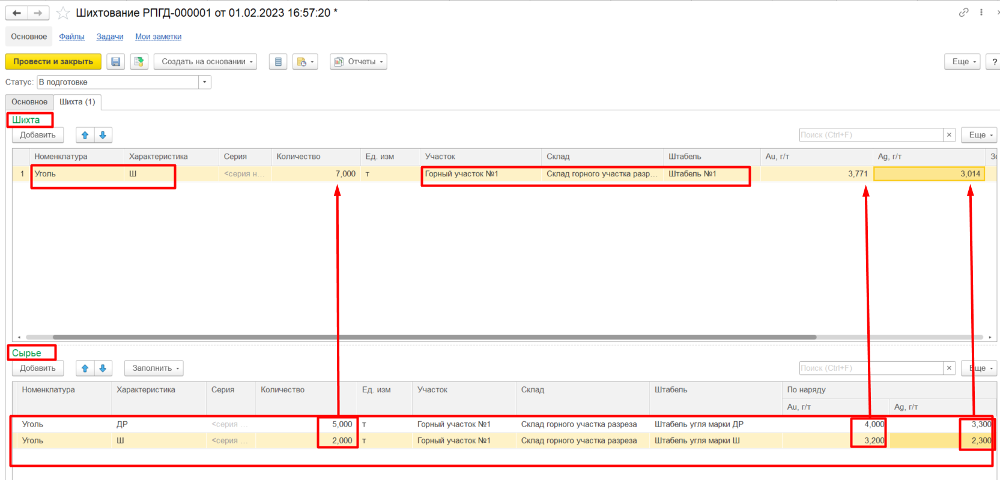 Шихтование РПГД-000001 от 01.02.2023 16:57:20 *
Основное Файлы Задачи Мои заметки
Провести и закрыть Создать на основании Отчеты Еще ?
Статус: В подготовке
Основное Шихта (1)
Шихта
Добавить Поиск (Ctrl+F) × Еще
Номенклатура Характеристика Серия Количество Ед. изм Участок Склад Штабель Au, г/т Ag, г/т
1 Уголь Ш <серия н... 7,000 т Горный участок №1 Склад горного участка разр... Штабель №1 3,771 3,014
Сырье
Добавить Заполнить Поиск (Ctrl+F) × Еще
Номенклатура Характеристика Серия Количество Ед. изм Участок Склад Штабель По наряду
Au, г/т Ag, г/т
Уголь ДР <серия ... 5,000 т Горный участок №1 Склад горного участка разреза Штабель угля марки ДР 4,000 3,300
Уголь Ш <серия ... 2,000 т Горный участок №1 Склад горного участка разреза Штабель угля марки Ш 3,200 2,300